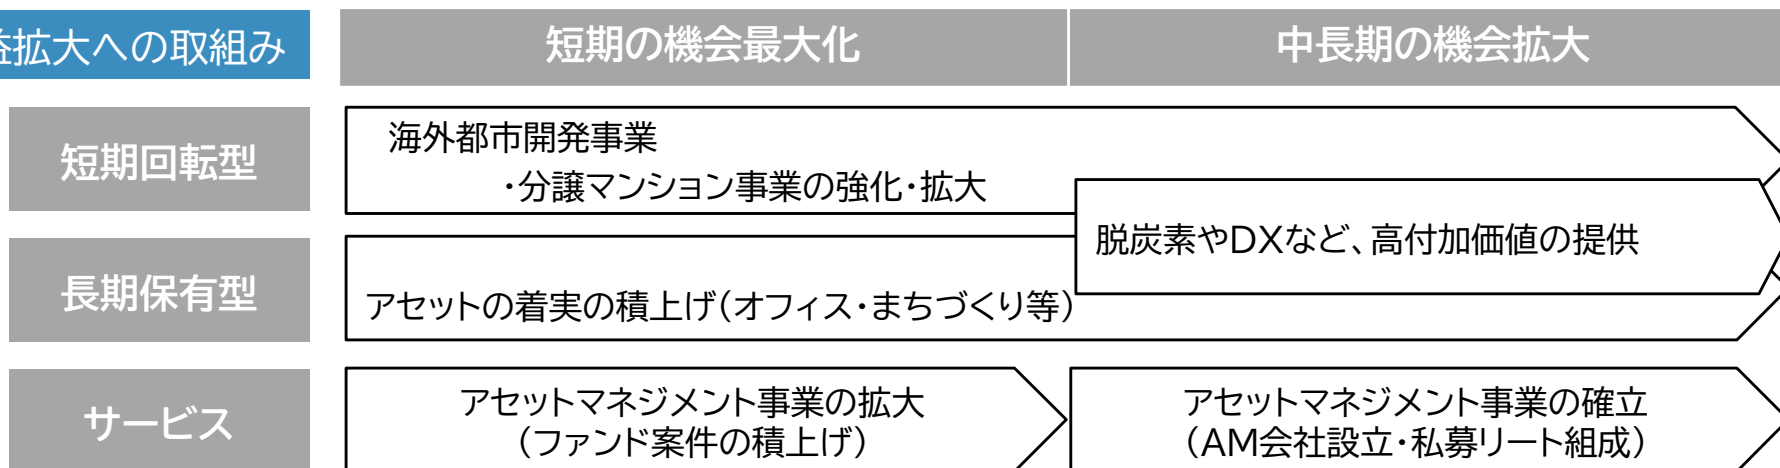 拡大への取組み
短期の機会最大化
中長期の機会拡大
短期回転型
海外都市開発事業
・分譲マンション事業の強化・拡大
脱炭素やDXなど、高付加価値の提供
長期保有型
アセットの着実の積上げ(オフィス・まちづくり等)
サービス
アセットマネジメント事業の拡大
(ファンド案件の積上げ)
アセットマネジメント事業の確立
(AM会社設立・私募リート組成)